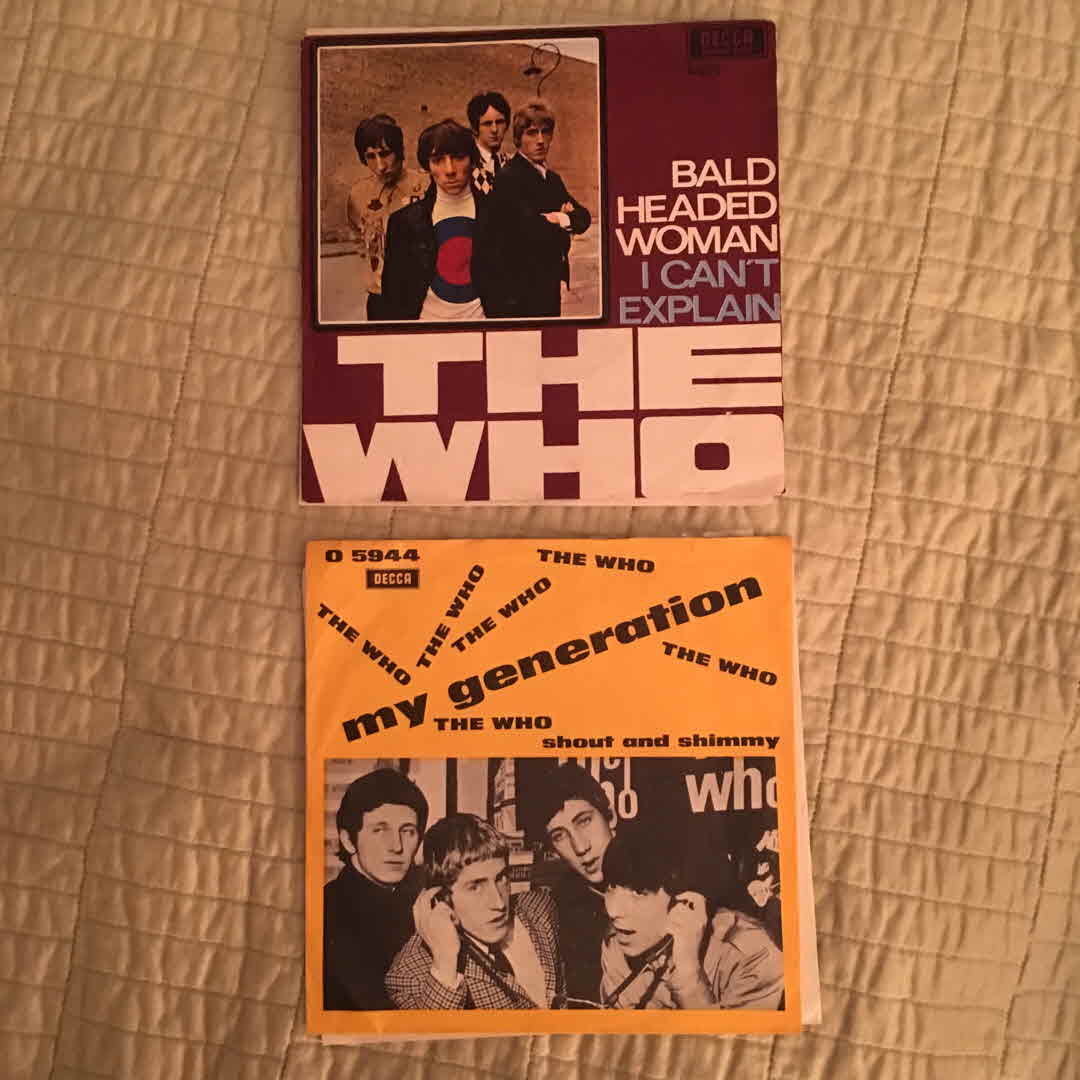 DECCA
BALD
HEADED
WOMAN
I CAN'T
EXPLAIN
THE
WHO
O 5944
DECCA
THE WHO
THE WHO
THE WHO
THE WHO
my generation
THE WHO
THE WHO
shout and shimmy
who